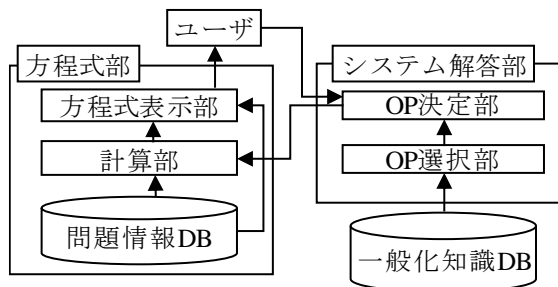 ユーザ
方程式部
システム解答部
方程式表示部
OP決定部
計算部
OP選択部
問題情報DB
一般化知識DB